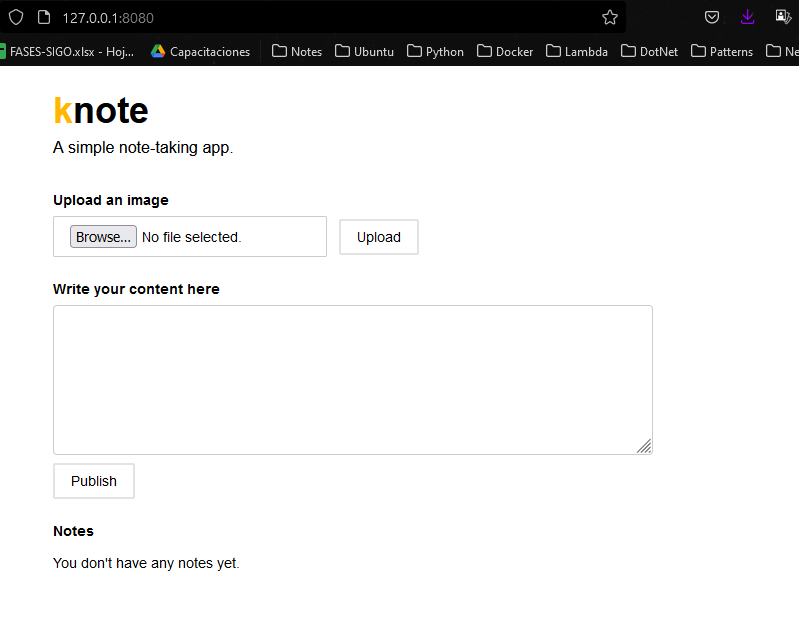 127.0.0.1:8080
FASES-SIGO.xlsx - Hoj... Capacitaciones Notes Ubuntu Python Docker Lambda DotNet Patterns Ne
knote
A simple note-taking app.
Upload an image
Browse... No file selected. Upload
Write your content here
Publish
Notes
You don't have any notes yet.